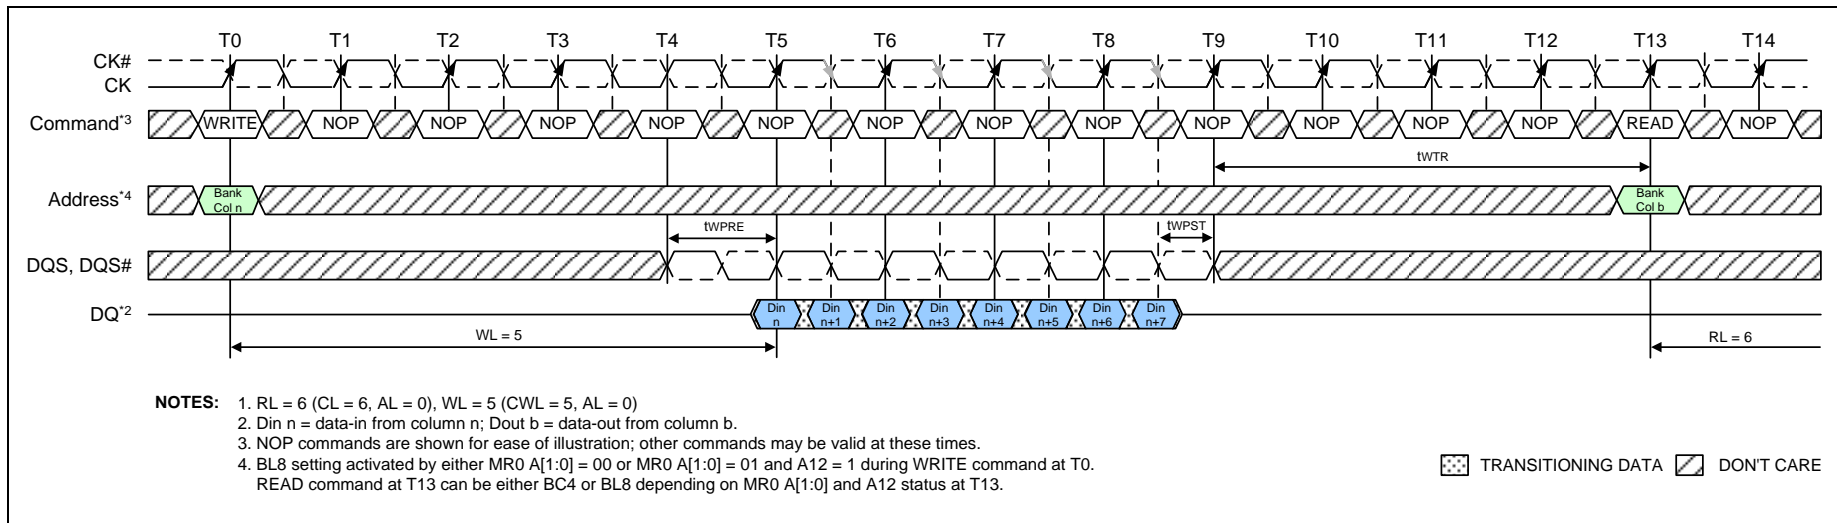 T0 T1 T2 T3 T4 T5 T6 T7 T8 T9 T10 T11 T12 T13 T14
CK#
CK
Command*3 WRITE NOP NOP NOP NOP NOP NOP NOP NOP NOP NOP NOP NOP READ NOP
tWTR
Address*4 Bank Col n Bank Col b
tWPRE tWPST
DQS, DQS#
DQ*2 Din n Din n+1 Din n+2 Din n+3 Din n+4 Din n+5 Din n+6 Din n+7
WL = 5 RL = 6
NOTES: 1. RL = 6 (CL = 6, AL = 0), WL = 5 (CWL = 5, AL = 0)
2. Din n = data-in from column n; Dout b = data-out from column b.
3. NOP commands are shown for ease of illustration; other commands may be valid at these times.
4. BL8 setting activated by either MR0 A[1:0] = 00 or MR0 A[1:0] = 01 and A12 = 1 during WRITE command at T0.
READ command at T13 can be either BC4 or BL8 depending on MR0 A[1:0] and A12 status at T13.
TRANSITIONING DATA DON'T CARE